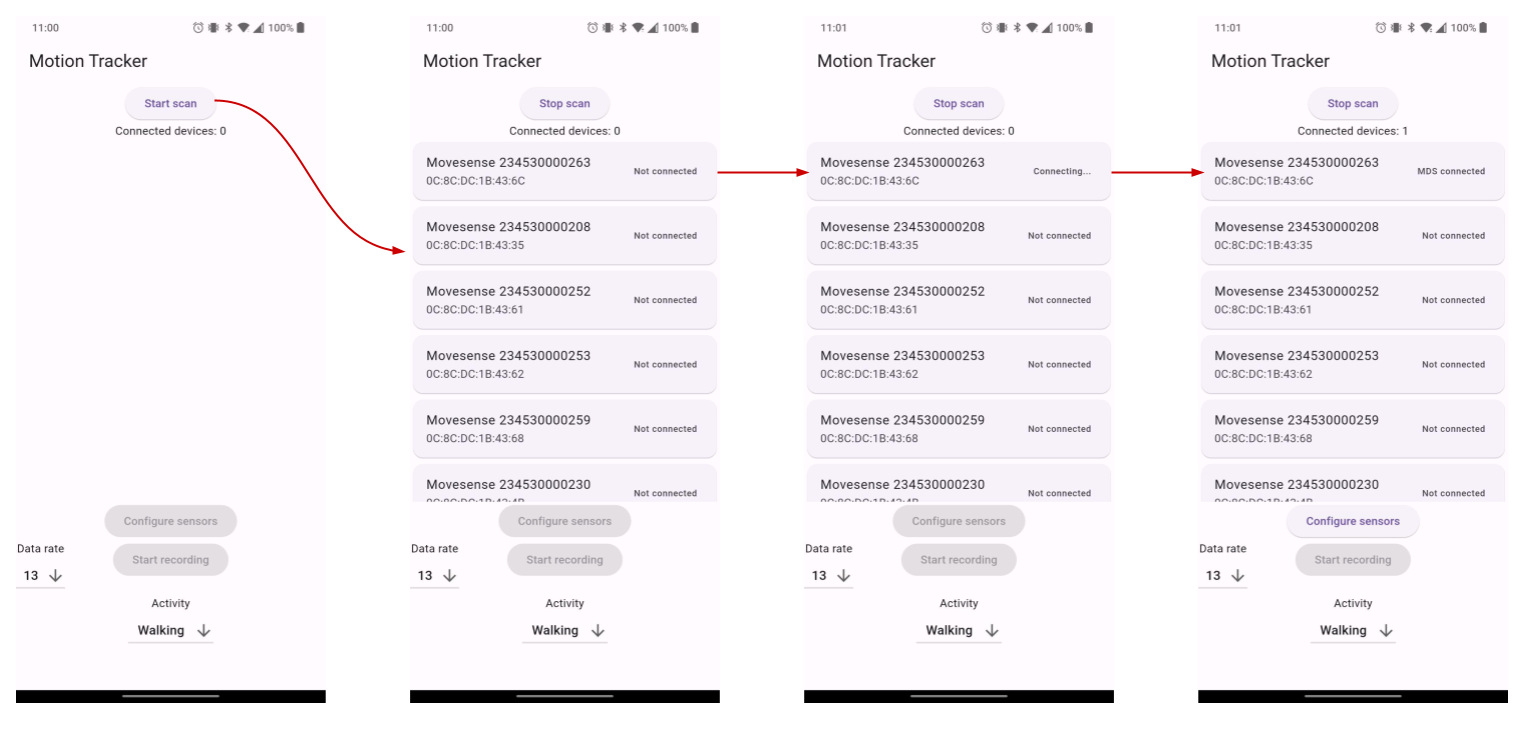 11:00
100%
Motion Tracker
Start scan
Connected devices: 0
Configure sensors
Data rate
Start recording
13
Activity
Walking
11:00
100%
Motion Tracker
Stop scan
Connected devices: 0
Movesense 234530000263
Not connected
0C:8C:DC:1B:43:6C
Movesense 234530000208
Not connected
0C:8C:DC:1B:43:35
Movesense 234530000252
Not connected
0C:8C:DC:1B:43:61
Movesense 234530000253
Not connected
0C:8C:DC:1B:43:62
Movesense 234530000259
Not connected
0C:8C:DC:1B:43:68
Movesense 234530000230
Not connected
Configure sensors
Data rate
Start recording
13
Activity
Walking
11:01
100%
Motion Tracker
Stop scan
Connected devices: 0
Movesense 234530000263
Connecting...
0C:8C:DC:1B:43:6C
Movesense 234530000208
Not connected
0C:8C:DC:1B:43:35
Movesense 234530000252
Not connected
0C:8C:DC:1B:43:61
Movesense 234530000253
Not connected
0C:8C:DC:1B:43:62
Movesense 234530000259
Not connected
0C:8C:DC:1B:43:68
Movesense 234530000230
Not connected
Configure sensors
Data rate
Start recording
13
Activity
Walking
11:01
100%
Motion Tracker
Stop scan
Connected devices: 1
Movesense 234530000263
MDS connected
0C:8C:DC:1B:43:6C
Movesense 234530000208
Not connected
0C:8C:DC:1B:43:35
Movesense 234530000252
Not connected
0C:8C:DC:1B:43:61
Movesense 234530000253
Not connected
0C:8C:DC:1B:43:62
Movesense 234530000259
Not connected
0C:8C:DC:1B:43:68
Movesense 234530000230
Not connected
Configure sensors
Data rate
Start recording
13
Activity
Walking